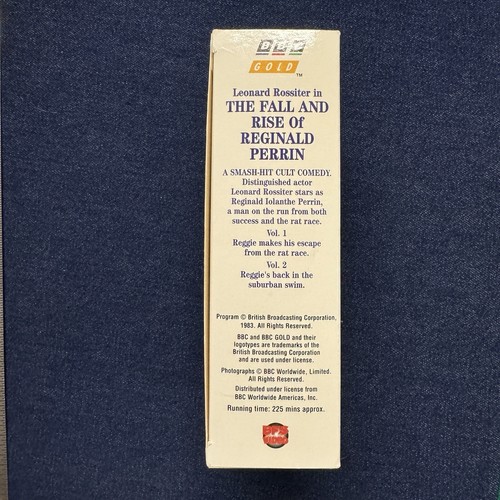 BBC
GOLD™
Leonard Rossiter in
THE FALL AND
RISE Of
REGINALD
PERRIN
A SMASH-HIT CULT COMEDY.
Distinguished actor
Leonard Rossiter stars as
Reginald Iolanthe Perrin,
a man on the run from both
success and the rat race.
Vol. 1
Reggie makes his escape
from the rat race.
Vol. 2
Reggie's back in the
suburban swim.
Program © British Broadcasting Corporation,
1983. All Rights Reserved.
BBC and BBC GOLD and their
logotypes are trademarks of the
British Broadcasting Corporation
and are used under license.
Photographs © BBC Worldwide, Limited.
All Rights Reserved.
Distributed under license from
BBC Worldwide Americas, Inc.
Running time: 225 mins approx.